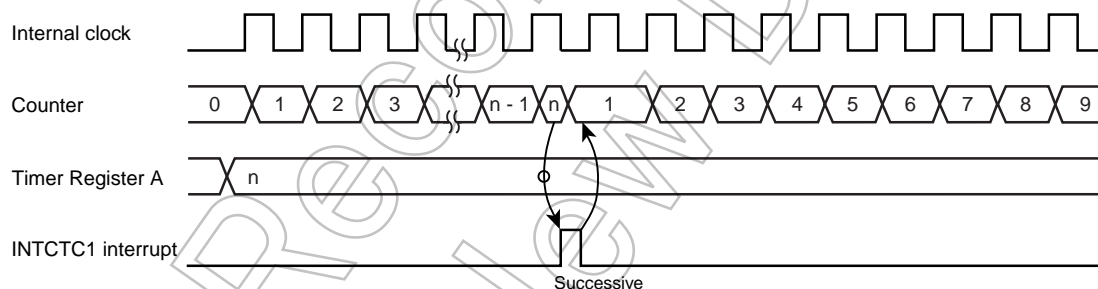 Internal clock
Counter 0 1 2 3 n - 1 n 1 2 3 4 5 6 7 8 9
Timer Register A n
INTCTC1 interrupt
Successive